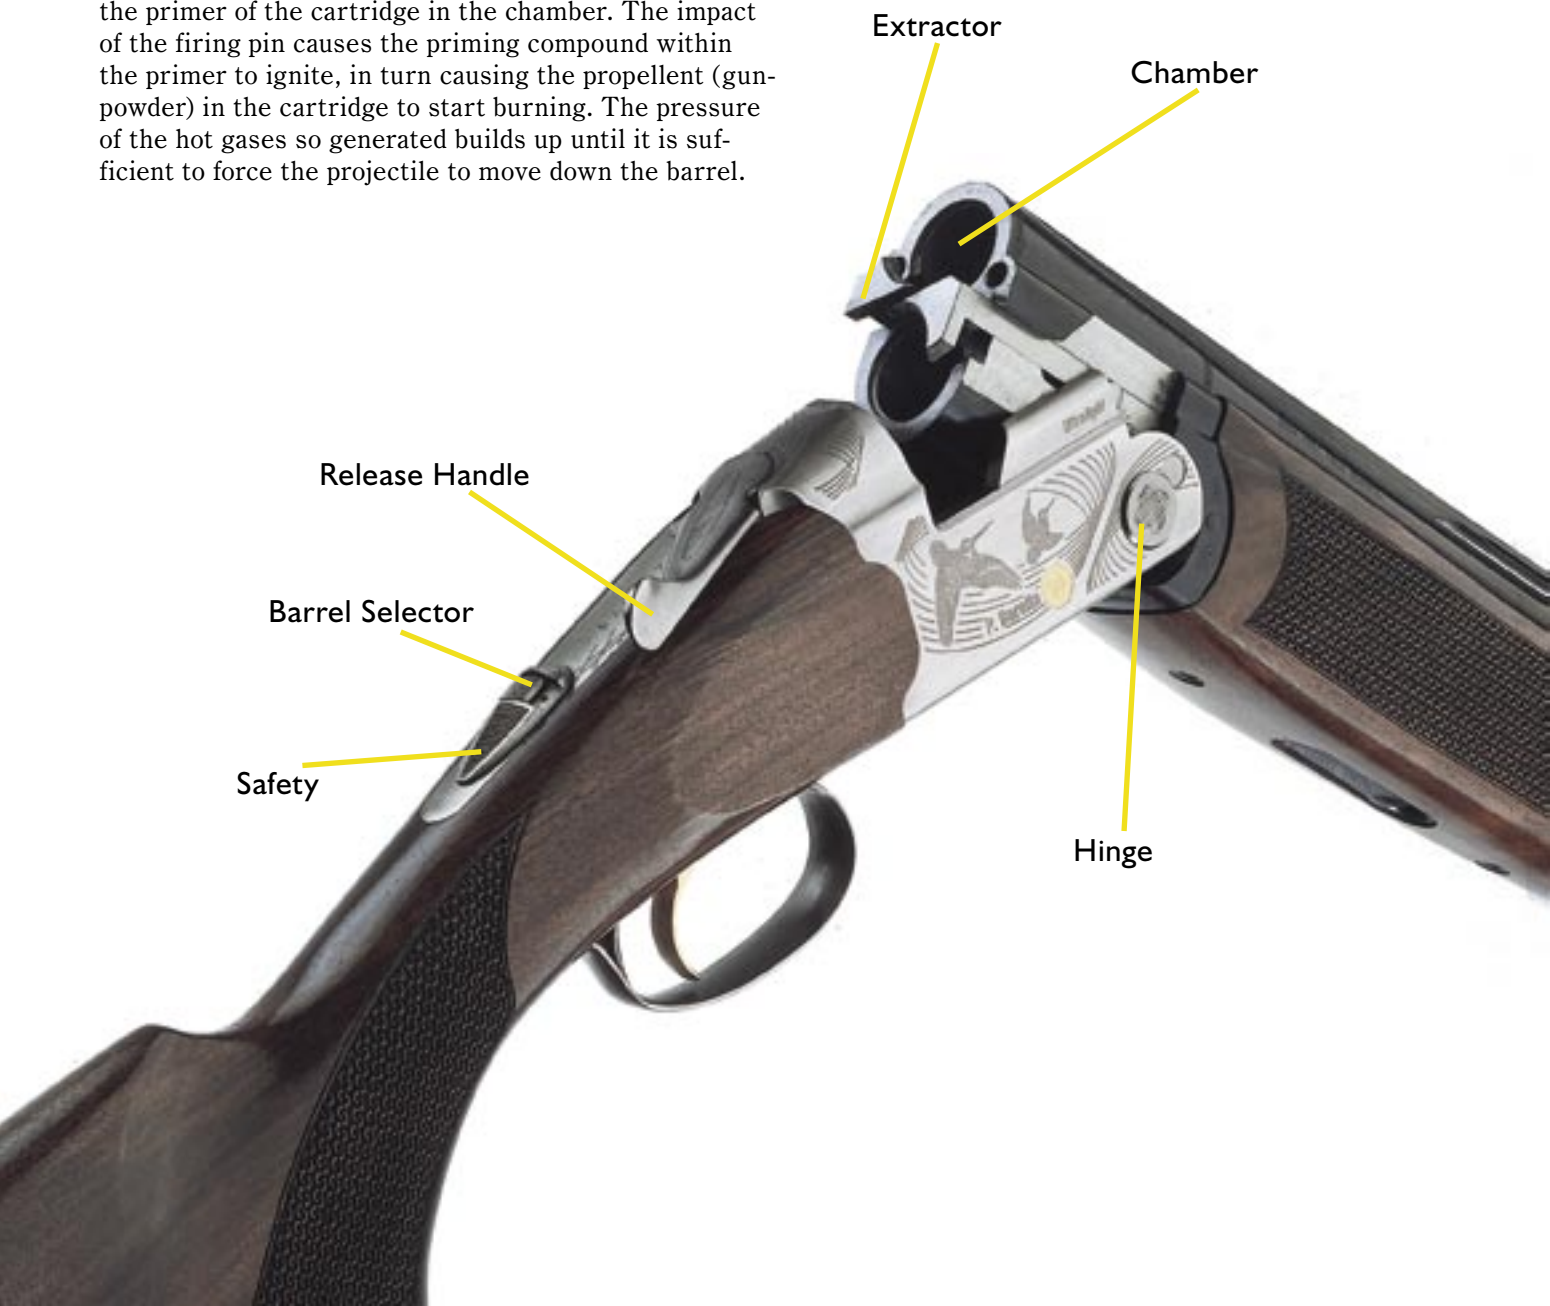 the primer of the cartridge in the chamber. The impact
of the firing pin causes the priming compound within
the primer to ignite, in turn causing the propellent (gun-
powder) in the cartridge to start burning. The pressure
of the hot gases so generated builds up until it is suf-
ficient to force the projectile to move down the barrel.
Extractor
Chamber
Release Handle
Barrel Selector
Safety
Hinge